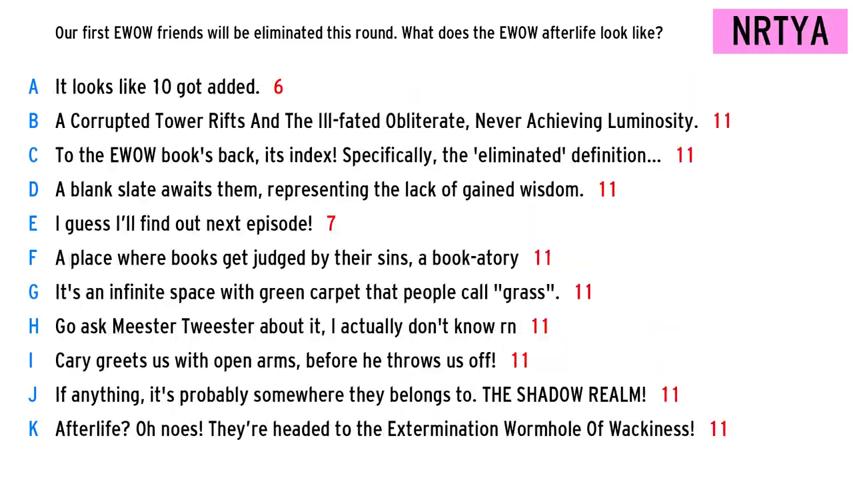 Our first EWOW friends will be eliminated this round. What does the EWOW afterlife look like?
NRTYA
A It looks like 10 got added. 6
B A Corrupted Tower Rifts And The Ill-fated Obliterate, Never Achieving Luminosity. 11
C To the EWOW book's back, its index! Specifically, the 'eliminated' definition... 11
D A blank slate awaits them, representing the lack of gained wisdom. 11
E I guess I’ll find out next episode! 7
F A place where books get judged by their sins, a book-atory 11
G It's an infinite space with green carpet that people call "grass". 11
H Go ask Meester Tweester about it, I actually don't know rn 11
I Cary greets us with open arms, before he throws us off! 11
J If anything, it's probably somewhere they belongs to. THE SHADOW REALM! 11
K Afterlife? Oh noes! They’re headed to the Extermination Wormhole Of Wackiness! 11